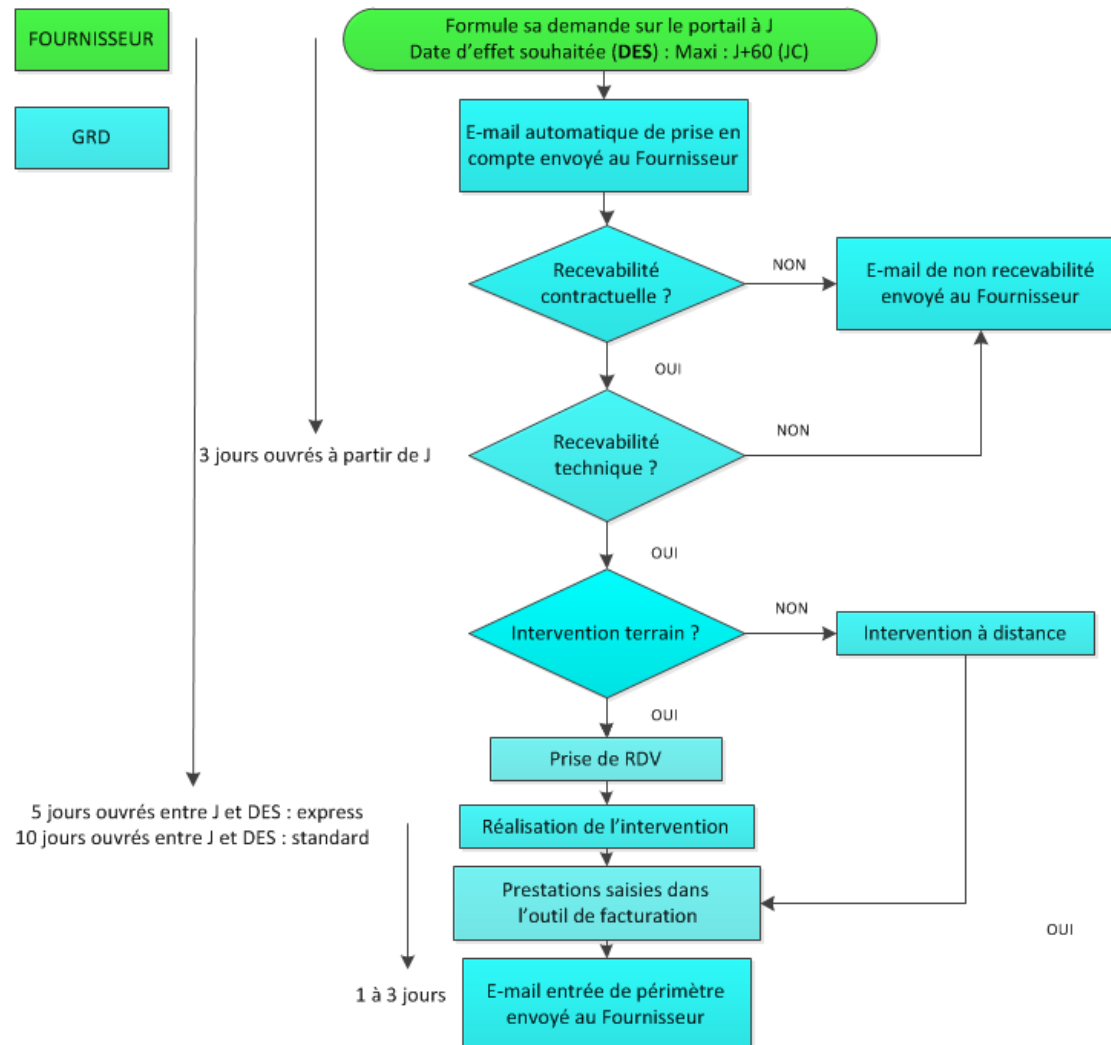 FOURNISSEUR
Formule sa demande sur le portail à J
Date d'effet souhaitée (DES) : Maxi : J+60 (JC)
GRD
E-mail automatique de prise en
compte envoyé au Fournisseur
Recevabilité
contractuelle ?
NON
E-mail de non recevabilité
envoyé au Fournisseur
OUI
3 jours ouvrés à partir de J
Recevabilité
technique ?
NON
OUI
Intervention terrain ?
NON
Intervention à distance
OUI
Prise de RDV
5 jours ouvrés entre J et DES : express
10 jours ouvrés entre J et DES : standard
Réalisation de l'intervention
Prestations saisies dans
l'outil de facturation
OUI
1 à 3 jours
E-mail entrée de périmètre
envoyé au Fournisseur